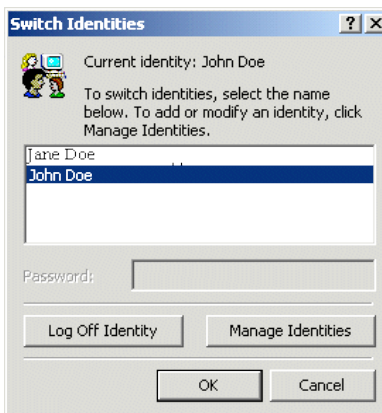 Switch Identities
Current identity: John Doe
To switch identities, select the name
below. To add or modify an identity, click
Manage Identities.
Jane Doe
John Doe
Password:
Log Off Identity
Manage Identities
OK
Cancel